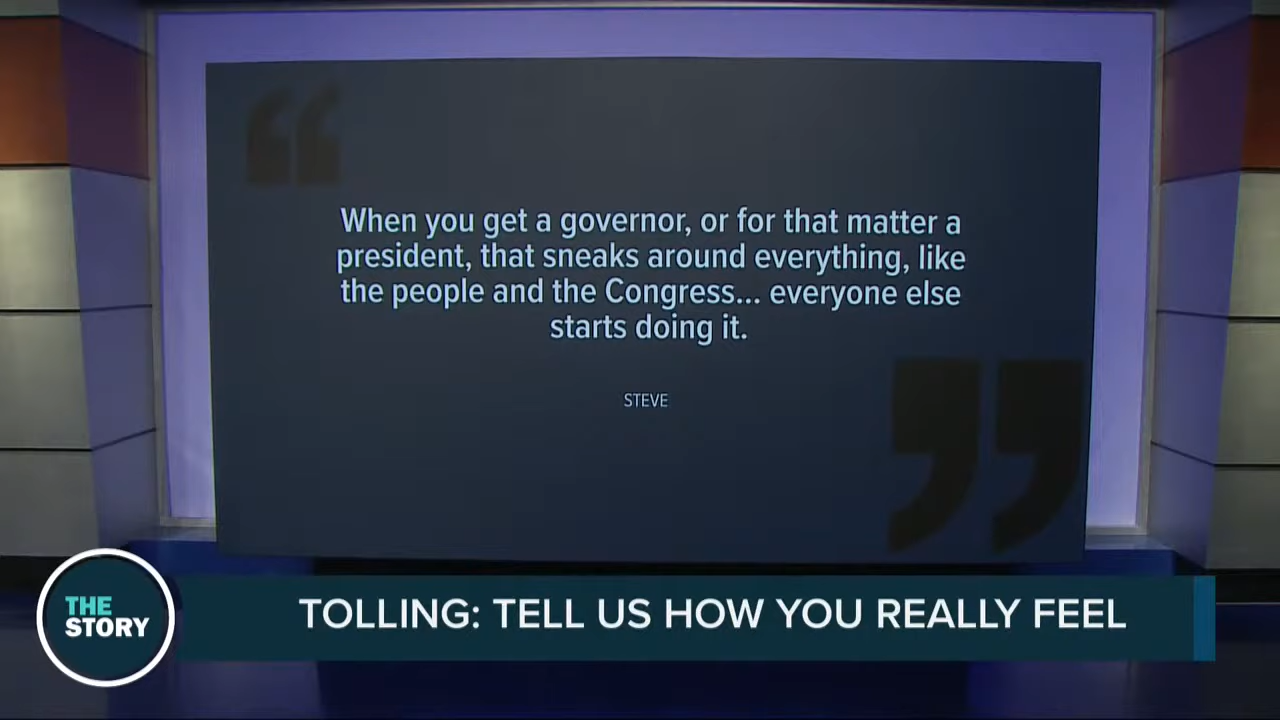 When you get a governor, or for that matter a
president, that sneaks around everything, like
the people and the Congress... everyone else
starts doing it.
STEVE
THE
STORY
TOLLING: TELL US HOW YOU REALLY FEEL